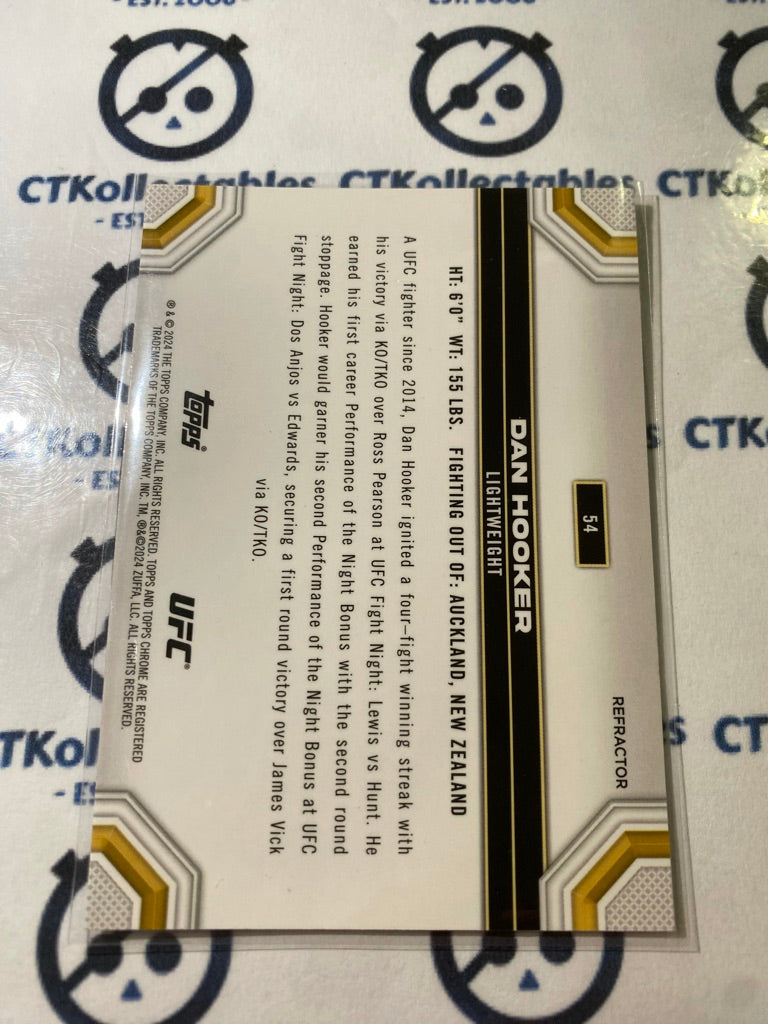 REFRACTOR
54
DAN HOOKER
LIGHTWEIGHT
HT: 6'0" WT: 155 LBS. FIGHTING OUT OF: AUCKLAND, NEW ZEALAND
A UFC fighter since 2014, Dan Hooker ignited a four-fight winning streak with
his victory via KO/TKO over Ross Pearson at UFC Fight Night: Lewis vs Hunt. He
earned his first career Performance of the Night Bonus with the second round
stoppage. Hooker would garner his second Performance of the Night Bonus at UFC
Fight Night: Dos Anjos vs Edwards, securing a first round victory over James Vick
via KO/TKO.
topps®
UFC®
® & © 2024 THE TOPPS COMPANY, INC. ALL RIGHTS RESERVED. TOPPS AND TOPPS CHROME ARE REGISTERED
TRADEMARKS OF THE TOPPS COMPANY, INC. TM, ®&©2024 ZUFFA, LLC. ALL RIGHTS RESERVED.
CTKollectables
CTKollectables